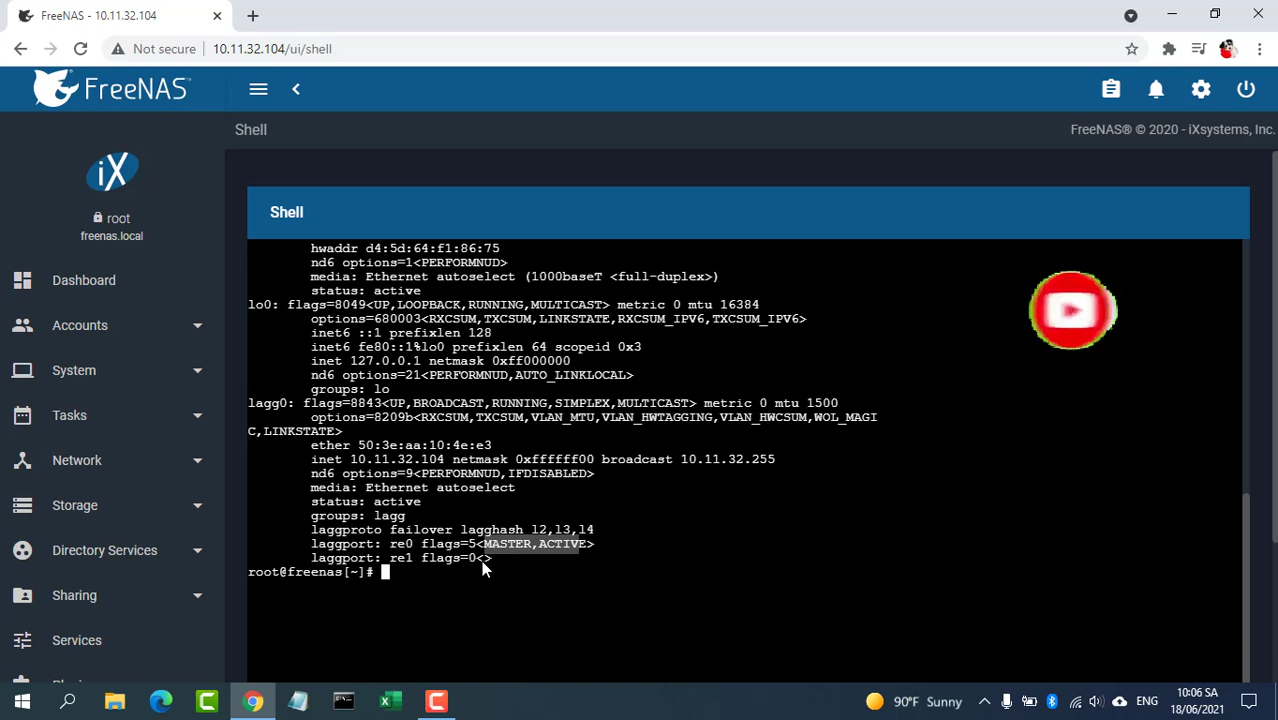 FreeNAS - 10.11.32.104
Not secure 10.11.32.104/ui/shell
FreeNAS™
Shell
FreeNAS® © 2020 - iXsystems, Inc.
iX
root
freenas.local
Dashboard
Accounts
System
Tasks
Network
Storage
Directory Services
Sharing
Services
Shell
hwaddr d4:5d:64:f1:86:75
nd6 options=1<PERFORMNUD>
media: Ethernet autoselect (1000baseT <full-duplex>)
status: active
lo0: flags=8049<UP,LOOPBACK,RUNNING,MULTICAST> metric 0 mtu 16384
options=680003<RXCSUM,TXCSUM,LINKSTATE,RXCSUM_IPV6,TXCSUM_IPV6>
inet6 ::1 prefixlen 128
inet6 fe80::1%lo0 prefixlen 64 scopeid 0x3
inet 127.0.0.1 netmask 0xff000000
nd6 options=21<PERFORMNUD,AUTO_LINKLOCAL>
groups: lo
lagg0: flags=8843<UP,BROADCAST,RUNNING,SIMPLEX,MULTICAST> metric 0 mtu 1500
options=8209b<RXCSUM,TXCSUM,VLAN_MTU,VLAN_HWTAGGING,VLAN_HWCSUM,WOL_MAGI
C,LINKSTATE>
ether 50:3e:aa:10:4e:e3
inet 10.11.32.104 netmask 0xffffff00 broadcast 10.11.32.255
nd6 options=9<PERFORMNUD,IFDISABLED>
media: Ethernet autoselect
status: active
groups: lagg
laggproto failover lagghash l2,l3,l4
laggport: re0 flags=5<MASTER,ACTIVE>
laggport: re1 flags=0<>
root@freenas[~]#
90°F Sunny
ENG
10:06 SA
18/06/2021